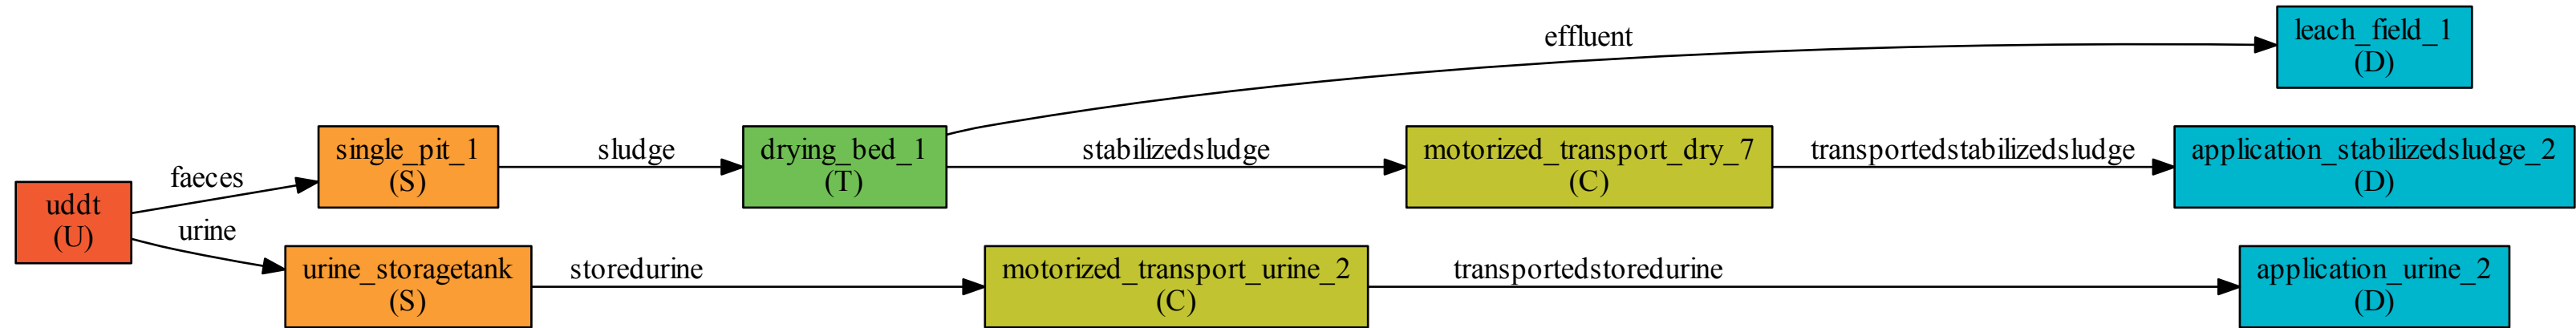 effluent
leach_field_1
(D)
single_pit_1
(S)
sludge
drying_bed_1
(T)
stabilizedsludge
motorized_transport_dry_7
(C)
transportedstabilizedsludge
application_stabilizedsludge_2
(D)
faeces
uddt
(U)
urine
urine_storagetank
(S)
storedurine
motorized_transport_urine_2
(C)
transportedstoredurine
application_urine_2
(D)